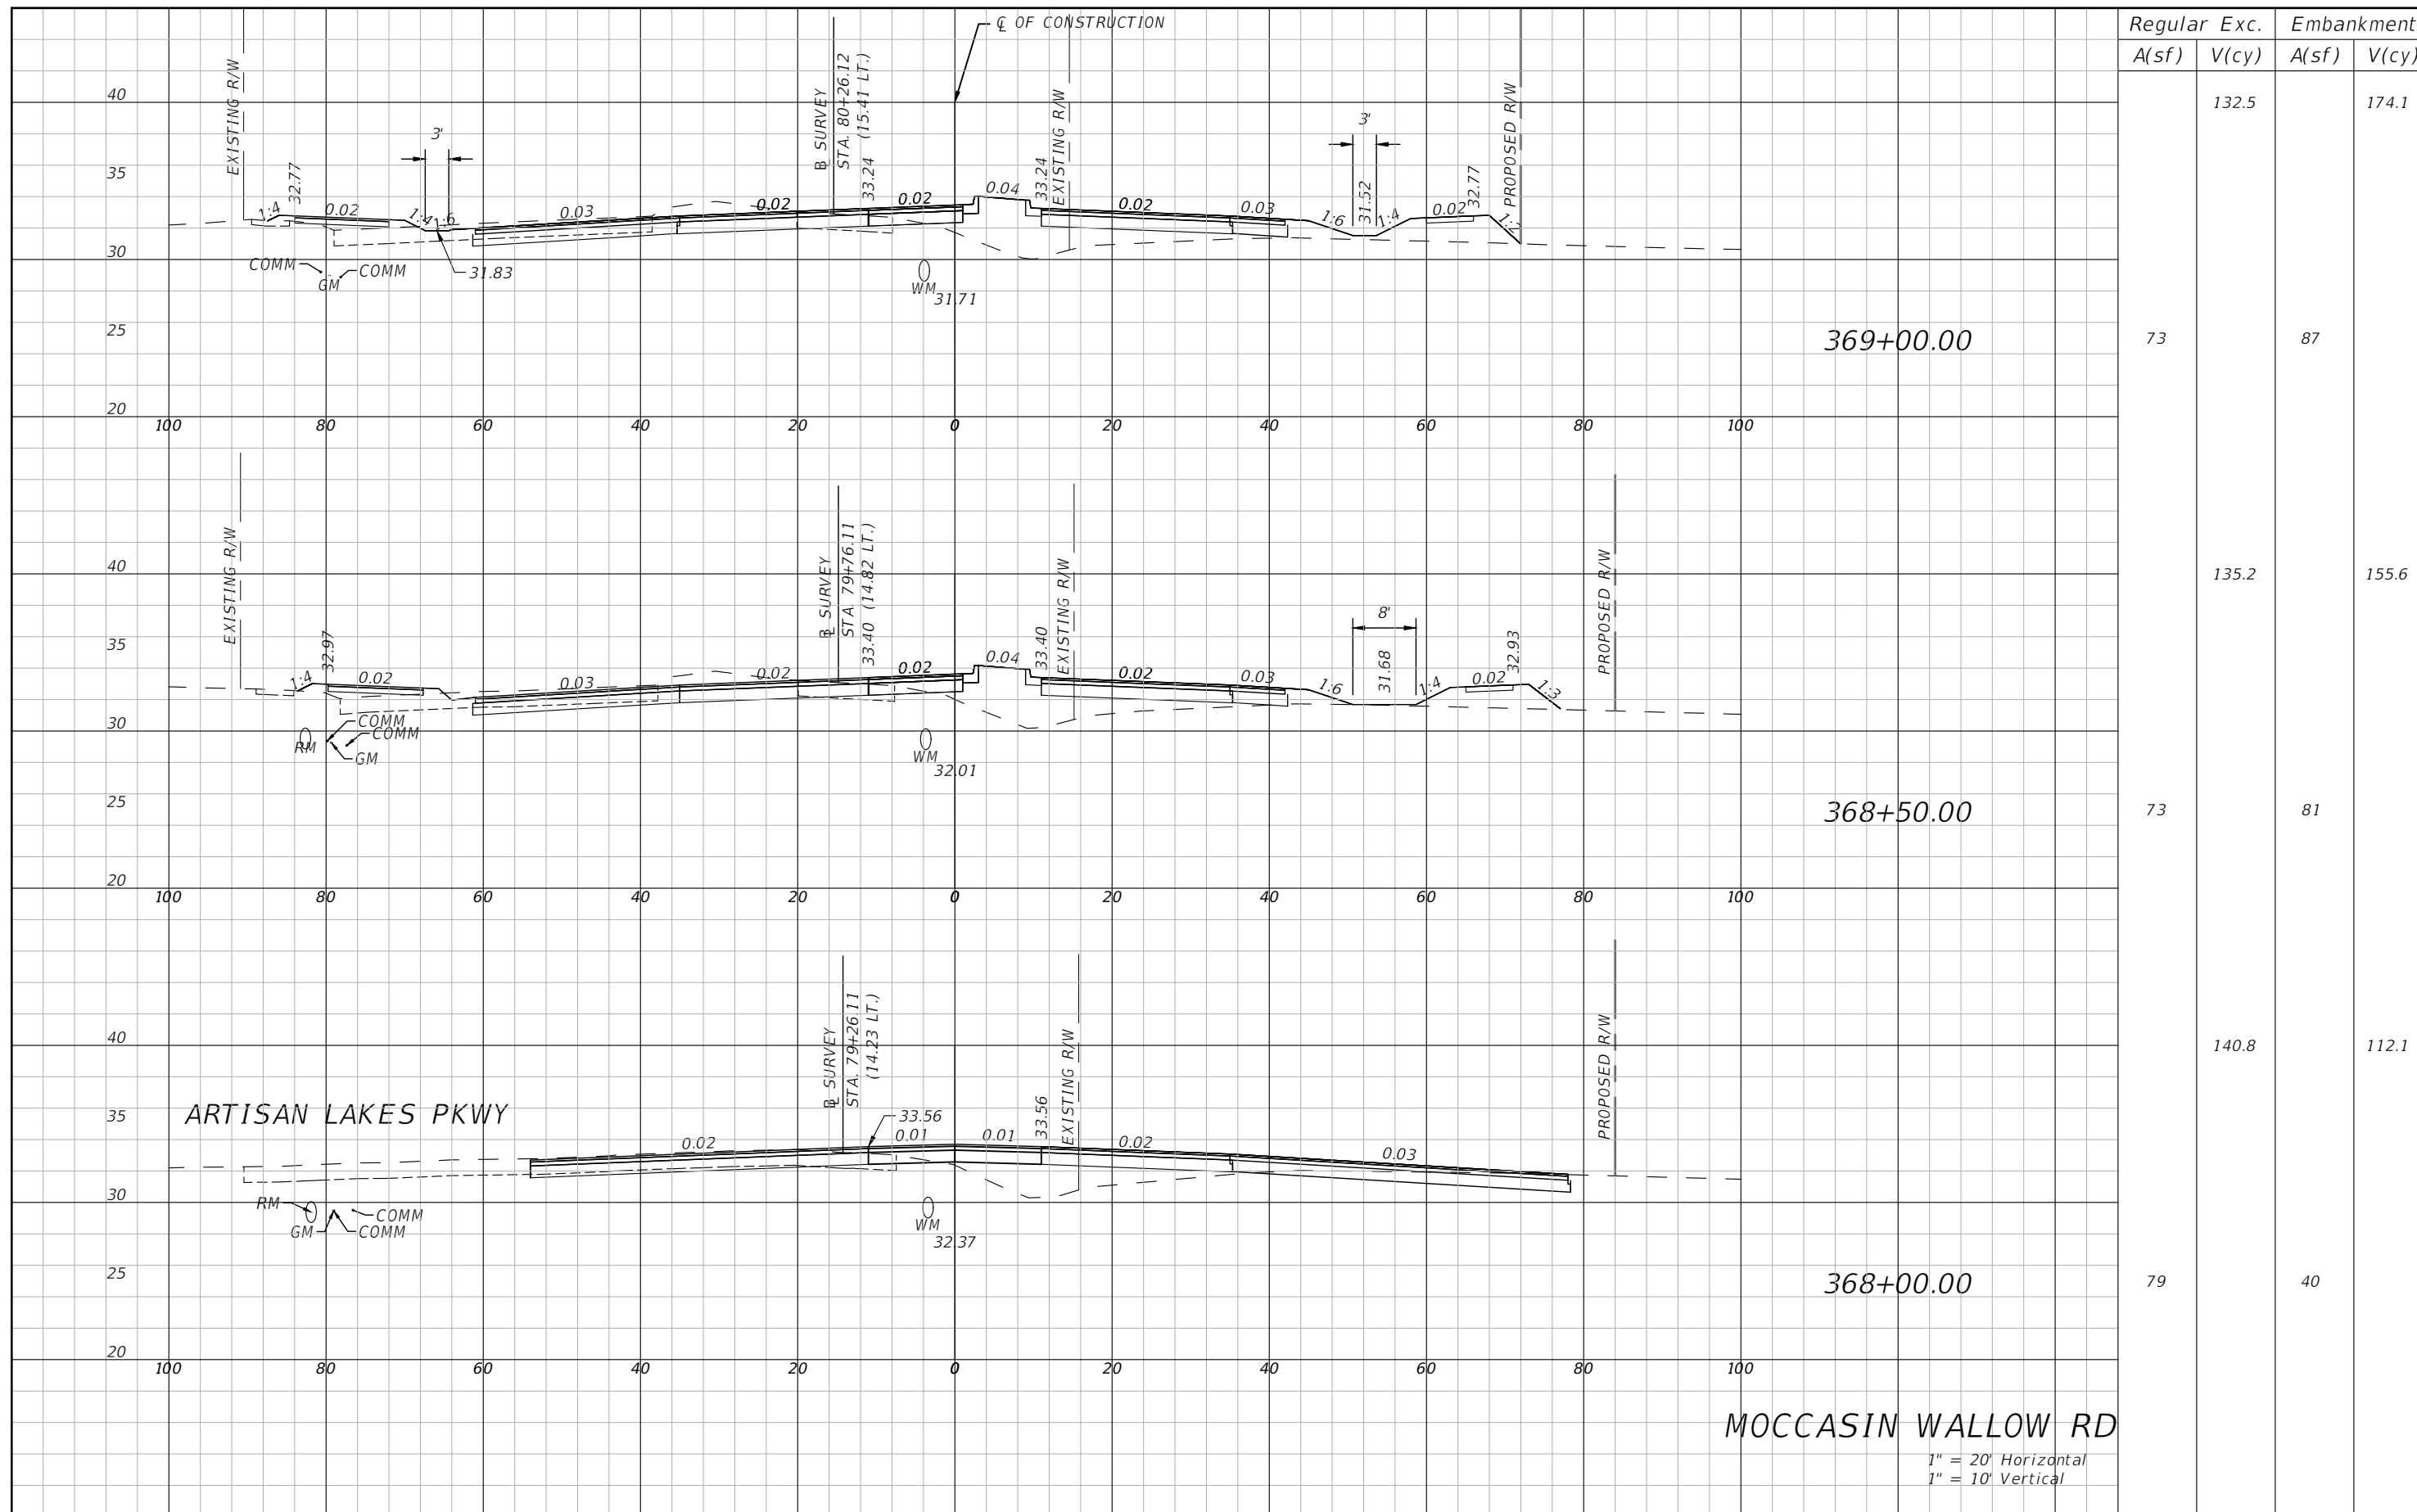 Regular Exc. Embankment
A(sf) V(cy) A(sf) V(cy)
℄ OF CONSTRUCTION
EXISTING R/W
32.77
3'
℄ SURVEY
STA. 80+26.12
33.24 (15.41 LT.)
33.24
EXISTING R/W
3'
31.52
32.77
PROPOSED R/W
132.5 174.1
40
35
30
25
20
1:4 0.02 1:4 1:6 0.03 0.02 0.02 0.04 0.02 0.03 1:6 1:4 0.02 1:2
COMM
GM
COMM
31.83
WM
31.71
369+00.00 73 87
100 80 60 40 20 0 20 40 60 80 100
EXISTING R/W
32.97
B SURVEY
STA. 79+76.11
33.40 (14.82 LT.)
33.40
EXISTING R/W
8'
31.68
32.93
PROPOSED R/W
135.2 155.6
40
35
30
25
20
1:4 0.02 0.03 0.02 0.02 0.04 0.02 0.03 1:6 1:4 0.02 1:3
COMM
COMM
RM
GM
WM
32.01
368+50.00 73 81
100 80 60 40 20 0 20 40 60 80 100
B SURVEY
STA. 79+26.11
(14.23 LT.)
33.56
33.56
EXISTING R/W
PROPOSED R/W
140.8 112.1
40
35
30
25
20
ARTISAN LAKES PKWY
0.02 0.01 0.01 0.02 0.03
RM
COMM
GM
COMM
WM
32.37
368+00.00 79 40
100 80 60 40 20 0 20 40 60 80 100
MOCCASIN WALLOW RD
1" = 20' Horizontal
1" = 10' Vertical